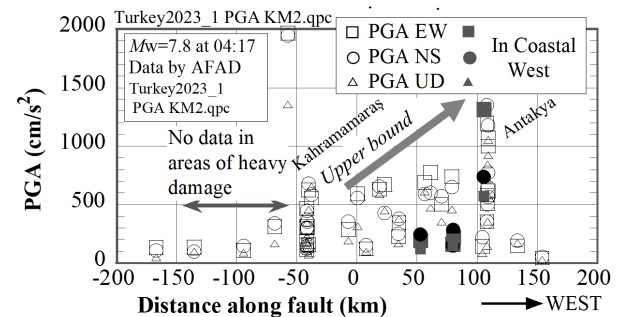 Turkey2023_1 PGA KM2.qpc
2000
1500
1000
500
0
PGA (cm/s²)
Mw=7.8 at 04:17
Data by AFAD
Turkey2023_1
PGA KM2.qpc
PGA EW
PGA NS
PGA UD
In Coastal
West
No data in
areas of heavy
damage
Kahramamaraş
Upper bound
Antakya
-200 -150 -100 -50 0 50 100 150 200
Distance along fault (km)
WEST